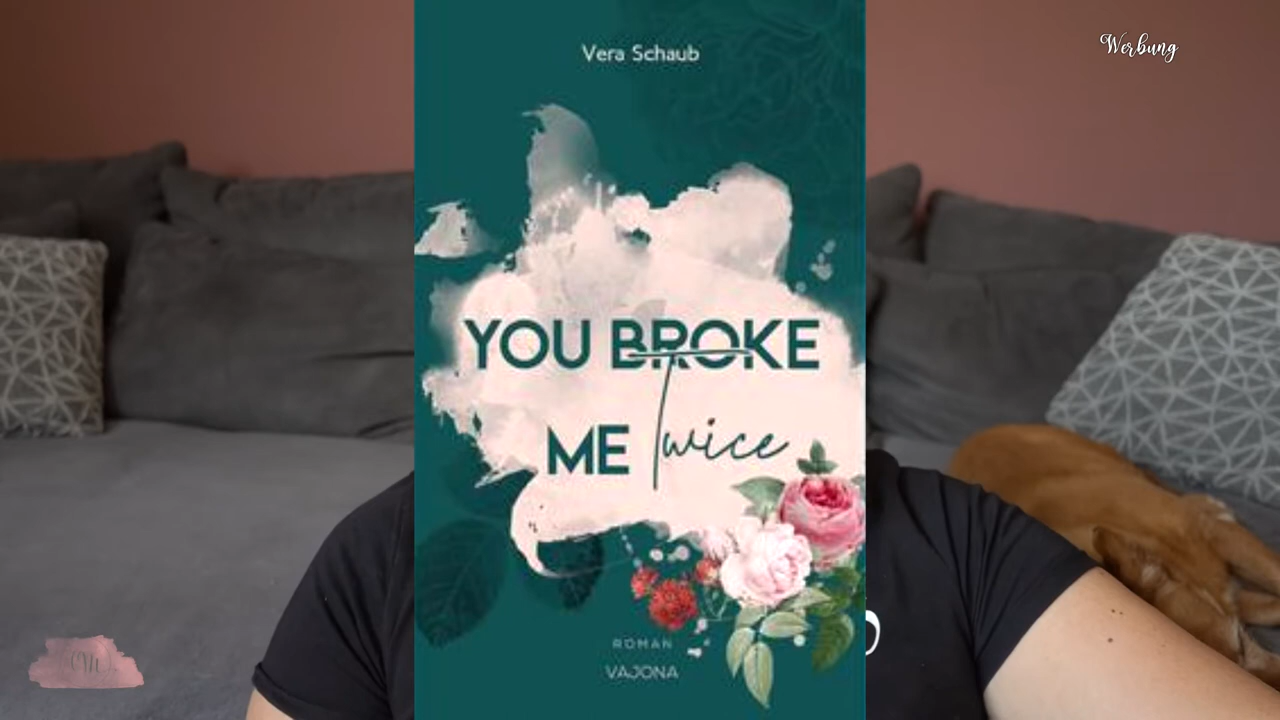 Werbung
Vera Schaub
YOU BROKE
ME Twice
ROMAN
VAJONA